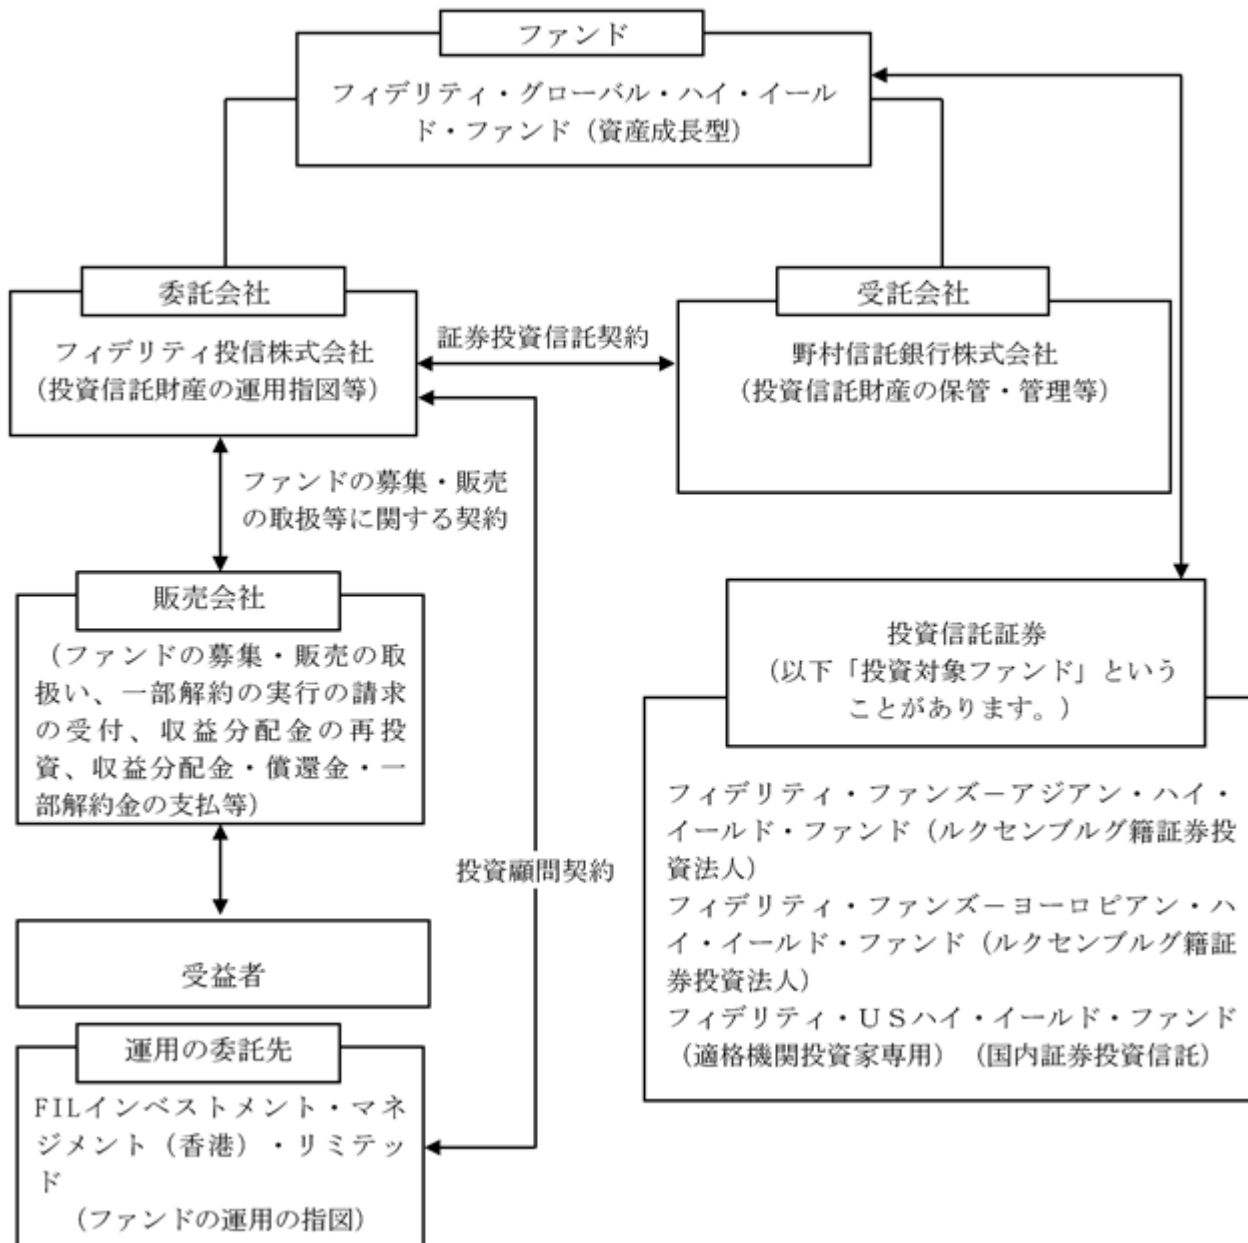 ファンド
フィデリティ・グローバル・ハイ・イール
ド・ファンド（資産成長型）
委託会社
フィデリティ投信株式会社
（投資信託財産の運用指図等）
証券投資信託契約
受託会社
野村信託銀行株式会社
（投資信託財産の保管・管理等）
ファンドの募集・販売
の取扱等に関する契約
販売会社
（ファンドの募集・販売の取
扱い、一部解約の実行の請求
の受付、収益分配金の再投
資、収益分配金・償還金・一
部解約金の支払等）
投資顧問契約
受益者
運用の委託先
FILインベストメント・マネ
ジメント（香港）・リミテッ
ド
（ファンドの運用の指図）
投資信託証券
（以下「投資対象ファンド」という
ことがあります。）
フィデリティ・ファンズ－アジアン・ハイ・
イールド・ファンド（ルクセンブルグ籍証券投
資法人）
フィデリティ・ファンズ－ヨーロピアン・ハ
イ・イールド・ファンド（ルクセンブルグ籍証
券投資法人）
フィデリティ・ＵＳハイ・イールド・ファンド
（適格機関投資家専用）（国内証券投資信託）